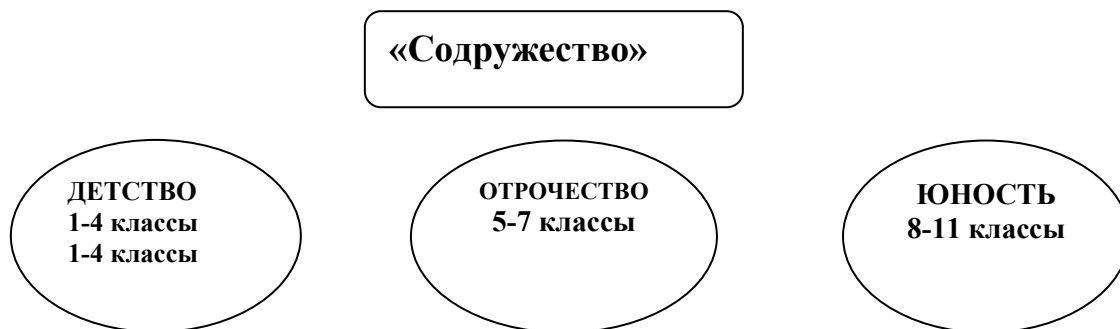 «Содружество»
ДЕТСТВО
1-4 классы
1-4 классы
ОТРОЧЕСТВО
5-7 классы
ЮНОСТЬ
8-11 классы